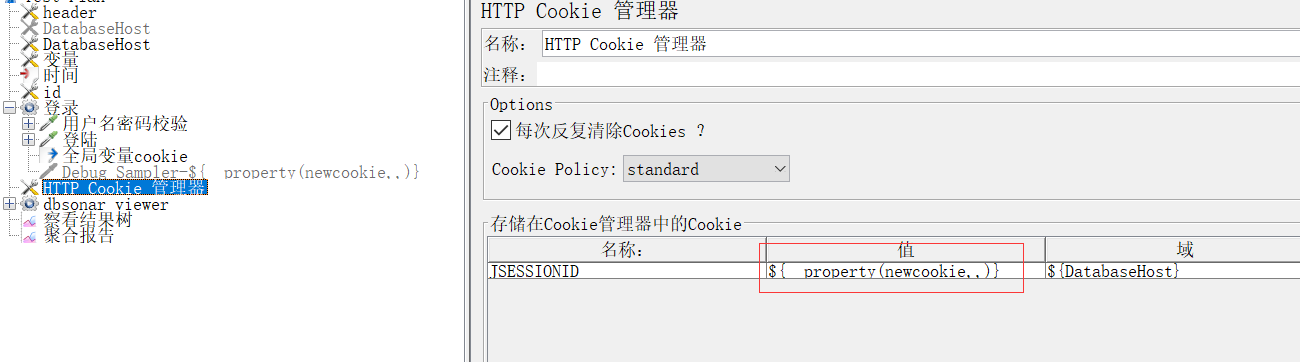 Test Plan
header
DatabaseHost
DatabaseHost
变量
时间
id
登录
用户名密码校验
登陆
全局变量cookie
Debug Sampler-${__property(newcookie,,)}
HTTP Cookie 管理器
dbsonar viewer
察看结果树
聚合报告
HTTP Cookie 管理器
名称: HTTP Cookie 管理器
注释:
Options
每次反复清除Cookies ?
Cookie Policy: standard
存储在Cookie管理器中的Cookie
名称: 值 域
JSESSIONID ${__property(newcookie,,)} ${DatabaseHost}